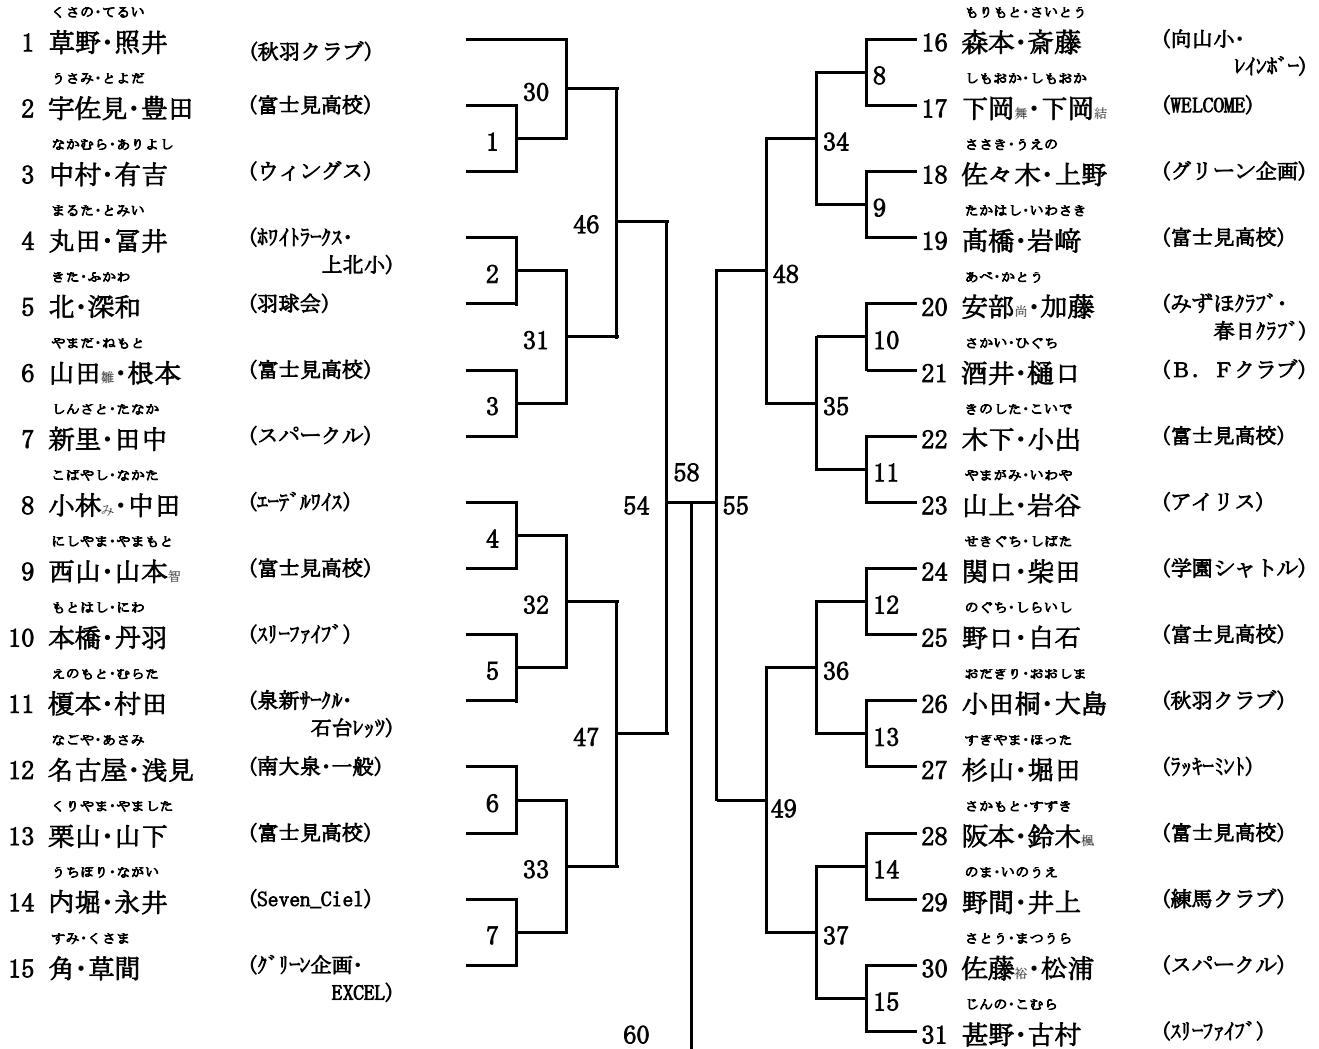 くさの・てるい
1 草野・照井 (秋羽クラブ)
うさみ・とよだ
2 宇佐見・豊田 (富士見高校)
なかむら・ありよし
3 中村・有吉 (ウィングス)
まるた・とみい
4 丸田・冨井 (ﾎﾜｲﾄﾗｰｸｽ・
上北小)
きた・ふかわ
5 北・深和 (羽球会)
やまだ・ねもと
6 山田雛・根本 (富士見高校)
しんざと・たなか
7 新里・田中 (スパークル)
こばやし・なかた
8 小林み・中田 (ｴｰﾃﾞﾙﾜｲｽ)
にしやま・やまもと
9 西山・山本智 (富士見高校)
もとはし・にわ
10 本橋・丹羽 (ｽﾘｰﾌｧｲﾌﾞ)
えのもと・むらた
11 榎本・村田 (泉新ｻｰｸﾙ・
石台ﾚｯﾂ)
なごや・あさみ
12 名古屋・浅見 (南大泉・一般)
くりやま・やました
13 栗山・山下 (富士見高校)
うちぼり・ながい
14 内堀・永井 (Seven_Ciel)
すみ・くさま
15 角・草間 (ｸﾞﾘｰﾝ企画・
EXCEL)
30
1
46
2
31
3
54
4
32
5
47
6
33
7
58
60
55
8
34
9
48
10
35
11
12
36
13
49
14
37
15
もりもと・さいとう
16 森本・斎藤 (向山小・
ﾚｲﾝﾎﾞｰ)
しもおか・しもおか
17 下岡舞・下岡結 (WELCOME)
ささき・うえの
18 佐々木・上野 (グリーン企画)
たかはし・いわさき
19 髙橋・岩﨑 (富士見高校)
あべ・かとう
20 安部尚・加藤 (みずほｸﾗﾌﾞ・
春日ｸﾗﾌﾞ)
さかい・ひぐち
21 酒井・樋口 (Ｂ．Ｆクラブ)
きのした・こいで
22 木下・小出 (富士見高校)
やまがみ・いわや
23 山上・岩谷 (アイリス)
せきぐち・しばた
24 関口・柴田 (学園シャトル)
のぐち・しらいし
25 野口・白石 (富士見高校)
おだぎり・おおしま
26 小田桐・大島 (秋羽クラブ)
すぎやま・ほった
27 杉山・堀田 (ﾗｯｷｰﾐﾝﾄ)
さかもと・すずき
28 阪本・鈴木楓 (富士見高校)
のま・いのうえ
29 野間・井上 (練馬クラブ)
さとう・まつうら
30 佐藤裕・松浦 (スパークル)
じんの・こむら
31 甚野・古村 (ｽﾘｰﾌｧｲﾌﾞ)